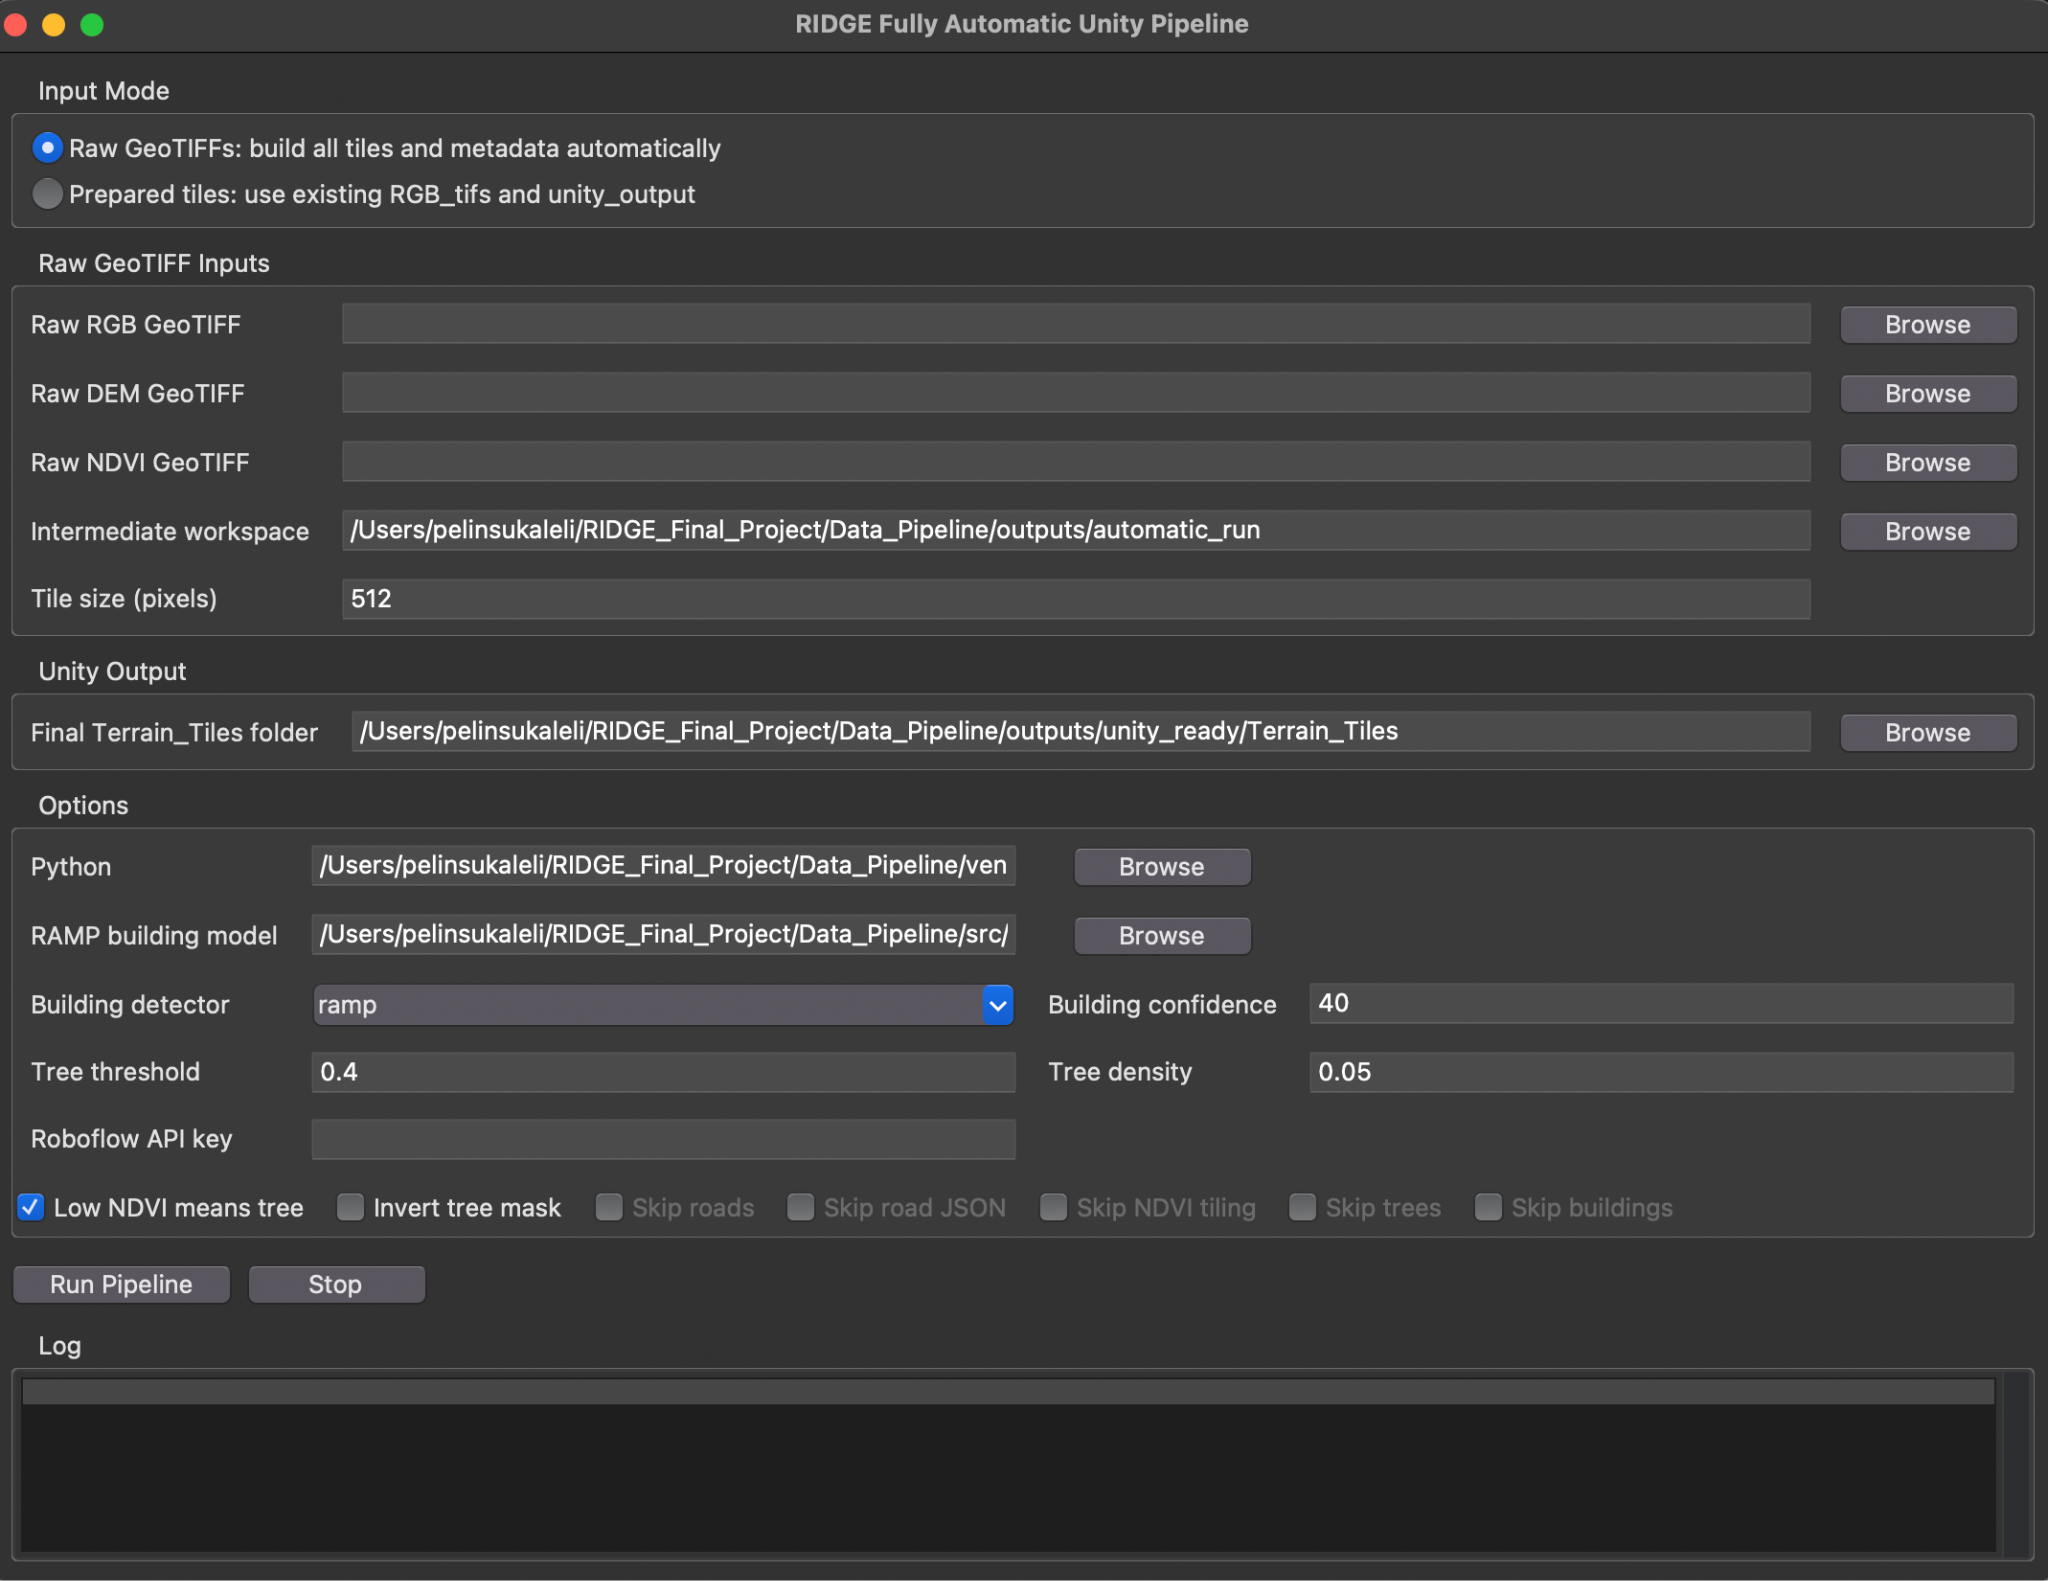 RIDGE Fully Automatic Unity Pipeline
Input Mode
Raw GeoTIFFs: build all tiles and metadata automatically
Prepared tiles: use existing RGB_tifs and unity_output
Raw GeoTIFF Inputs
Raw RGB GeoTIFF Browse
Raw DEM GeoTIFF Browse
Raw NDVI GeoTIFF Browse
Intermediate workspace /Users/pelinsukaleli/RIDGE_Final_Project/Data_Pipeline/outputs/automatic_run Browse
Tile size (pixels) 512
Unity Output
Final Terrain_Tiles folder /Users/pelinsukaleli/RIDGE_Final_Project/Data_Pipeline/outputs/unity_ready/Terrain_Tiles Browse
Options
Python /Users/pelinsukaleli/RIDGE_Final_Project/Data_Pipeline/ven Browse
RAMP building model /Users/pelinsukaleli/RIDGE_Final_Project/Data_Pipeline/src/ Browse
Building detector ramp Building confidence 40
Tree threshold 0.4 Tree density 0.05
Roboflow API key
Low NDVI means tree Invert tree mask Skip roads Skip road JSON Skip NDVI tiling Skip trees Skip buildings
Run Pipeline Stop
Log